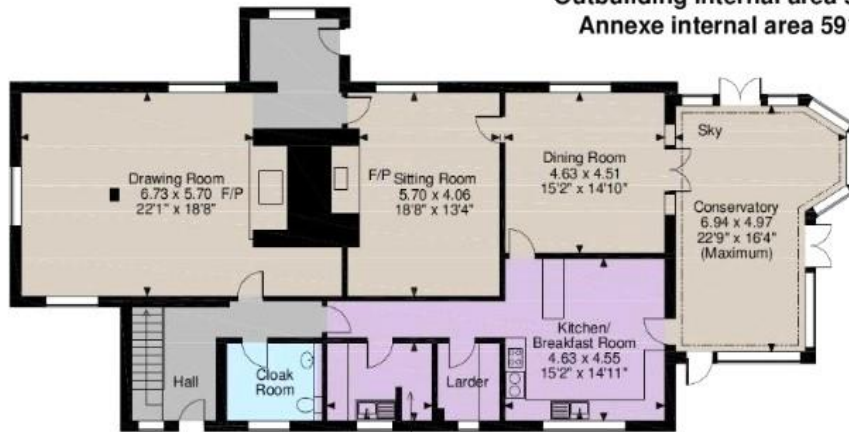 Outbuilding internal area
Annexe internal area 59
Drawing Room
6.73 x 5.70 F/P
22'1" x 18'8"
F/P Sitting Room
5.70 x 4.06
18'8" x 13'4"
Dining Room
4.63 x 4.51
15'2" x 14'10"
Sky
Conservatory
6.94 x 4.97
22'9" x 16'4"
(Maximum)
Kitchen/
Breakfast Room
4.63 x 4.55
15'2" x 14'11"
Hall
Cloak
Room
Larder